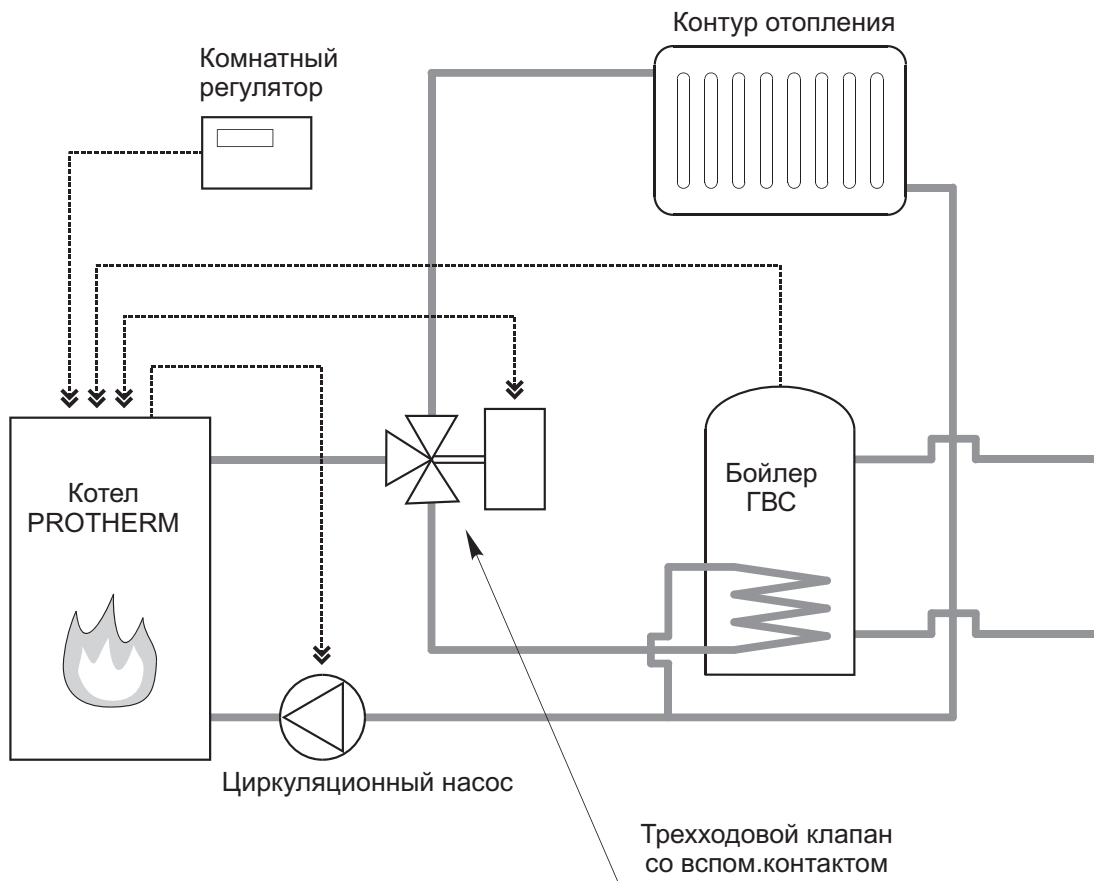 Контур отопления
Комнатный
регулятор
Котел
PROTHERM
Бойлер
ГВС
Циркуляционный насос
Трехходовой клапан
со вспом.контактом